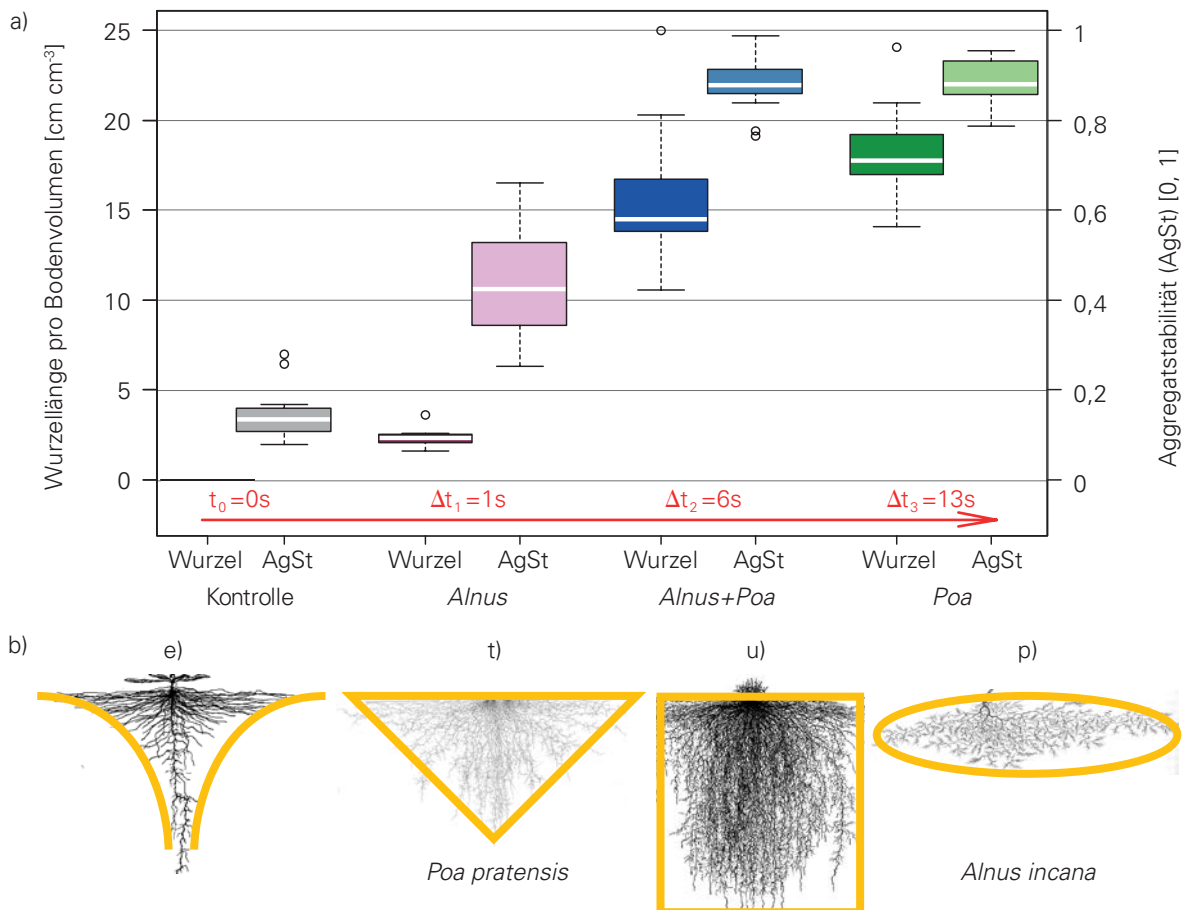 a)
Wurzellänge pro Bodenvolumen [cm cm⁻³]
25
20
15
10
5
0
1
0,8
0,6
0,4
0,2
0
Aggregatstabilität (AgSt) [0, 1]
t₀=0s Δt₁=1s Δt₂=6s Δt₃=13s
Wurzel AgSt Wurzel AgSt Wurzel AgSt Wurzel AgSt
Kontrolle Alnus Alnus+Poa Poa
b)
e) t) u) p)
Poa pratensis Alnus incana